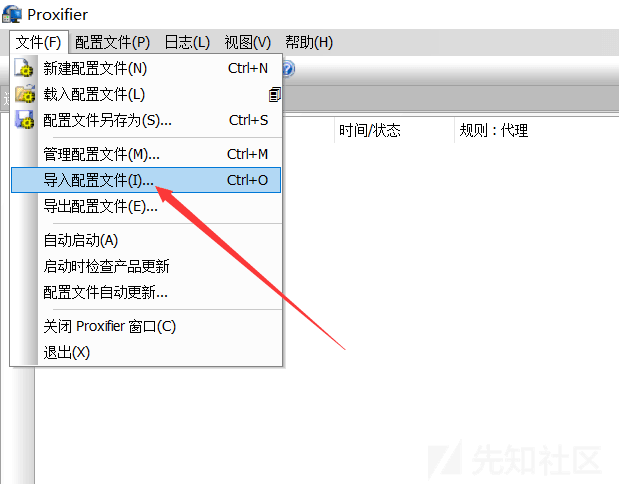 Proxifier
文件(F) 配置文件(P) 日志(L) 视图(V) 帮助(H)
新建配置文件(N) Ctrl+N
载入配置文件(L)
配置文件另存为(S)... Ctrl+S
时间/状态 规则 : 代理
管理配置文件(M)... Ctrl+M
导入配置文件(I)... Ctrl+O
导出配置文件(E)...
自动启动(A)
启动时检查产品更新
配置文件自动更新...
关闭 Proxifier 窗口(C)
退出(X)
先知社区